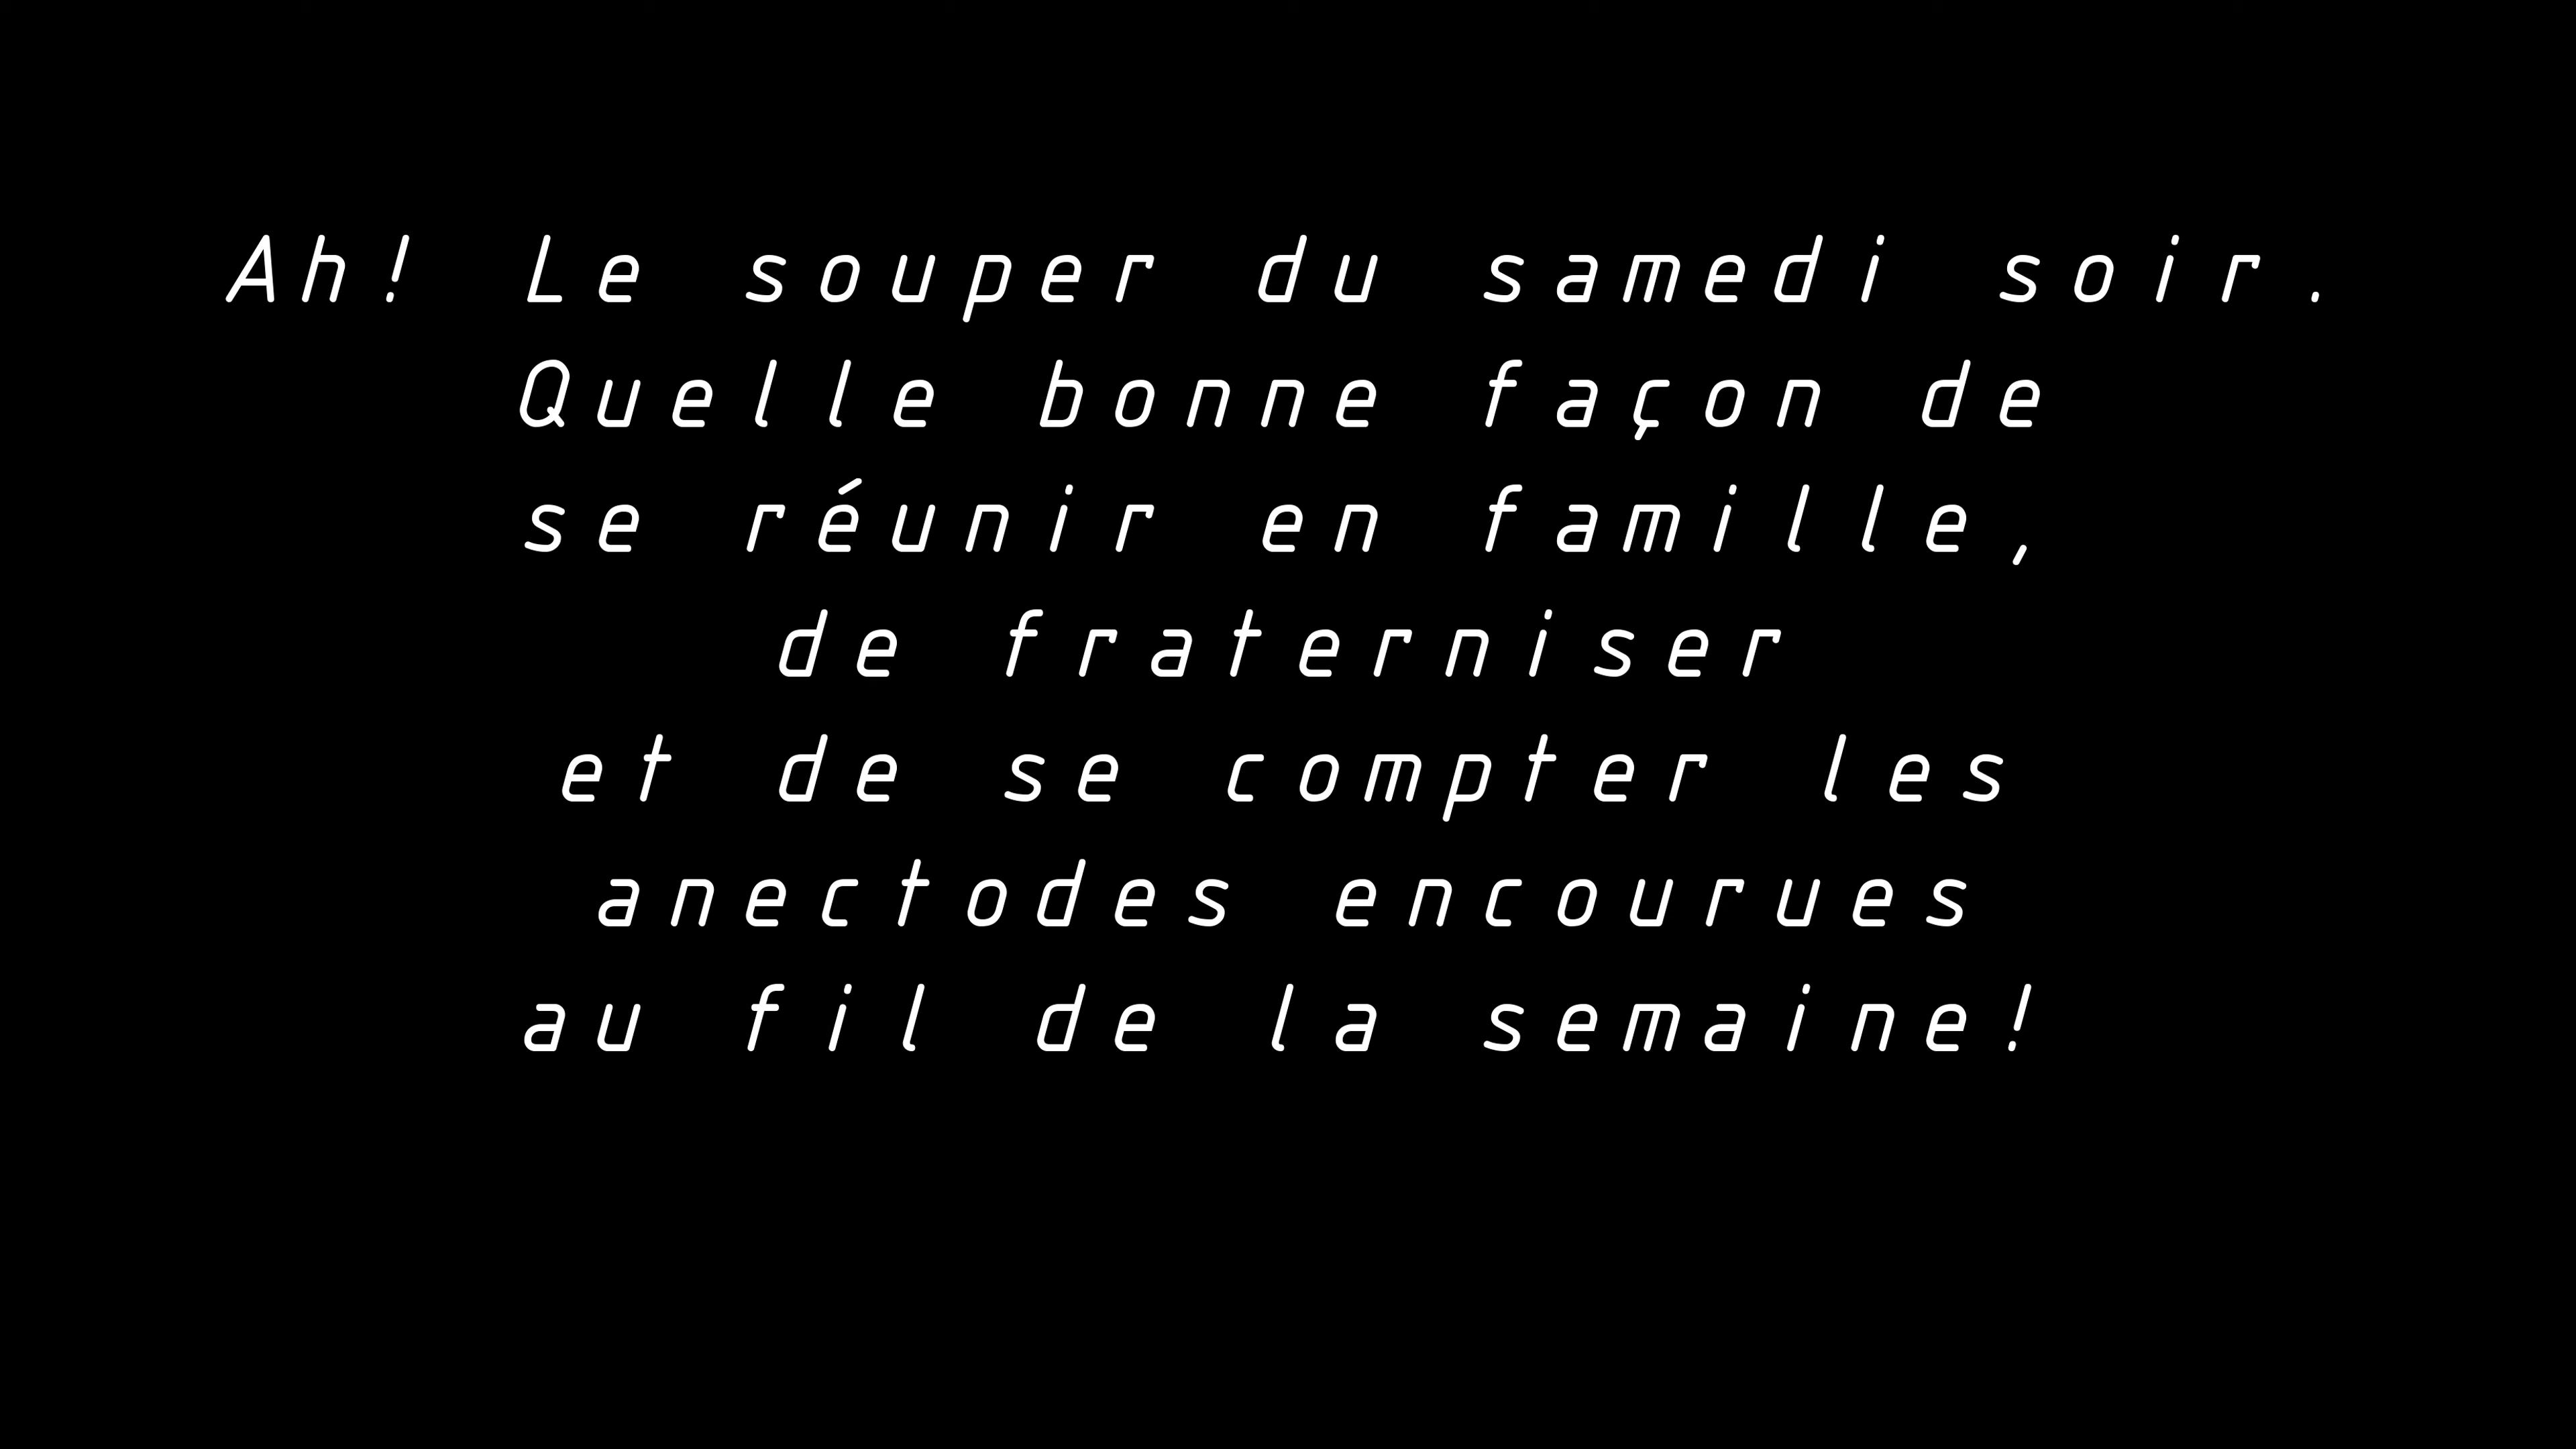 Ah! Le souper du samedi soir.
Quelle bonne façon de
se réunir en famille,
de fraterniser
et de se compter les
anectodes encourues
au fil de la semaine!